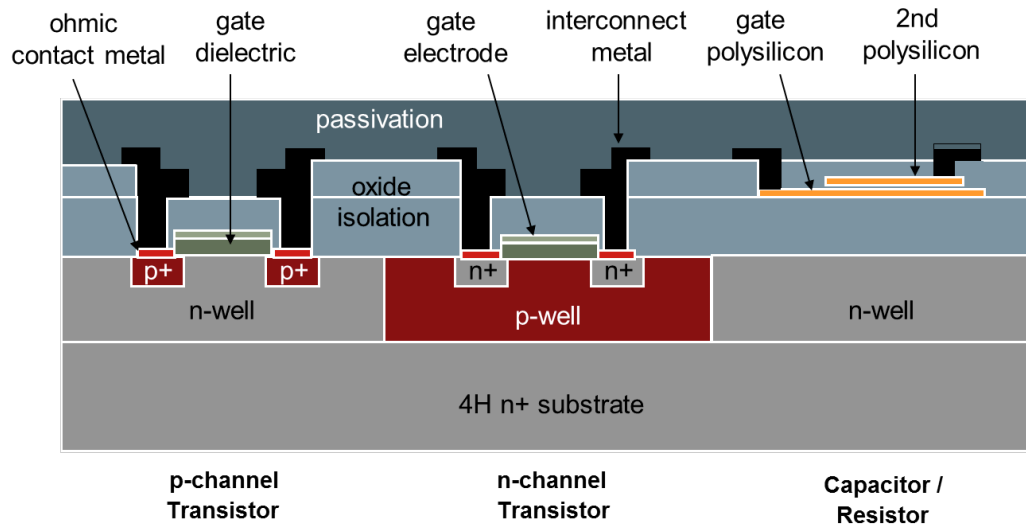 ohmic
contact metal
gate
dielectric
gate
electrode
interconnect
metal
gate
polysilicon
2nd
polysilicon
passivation
oxide
isolation
p+
p+
n+
n+
n-well
p-well
n-well
4H n+ substrate
p-channel
Transistor
n-channel
Transistor
Capacitor /
Resistor